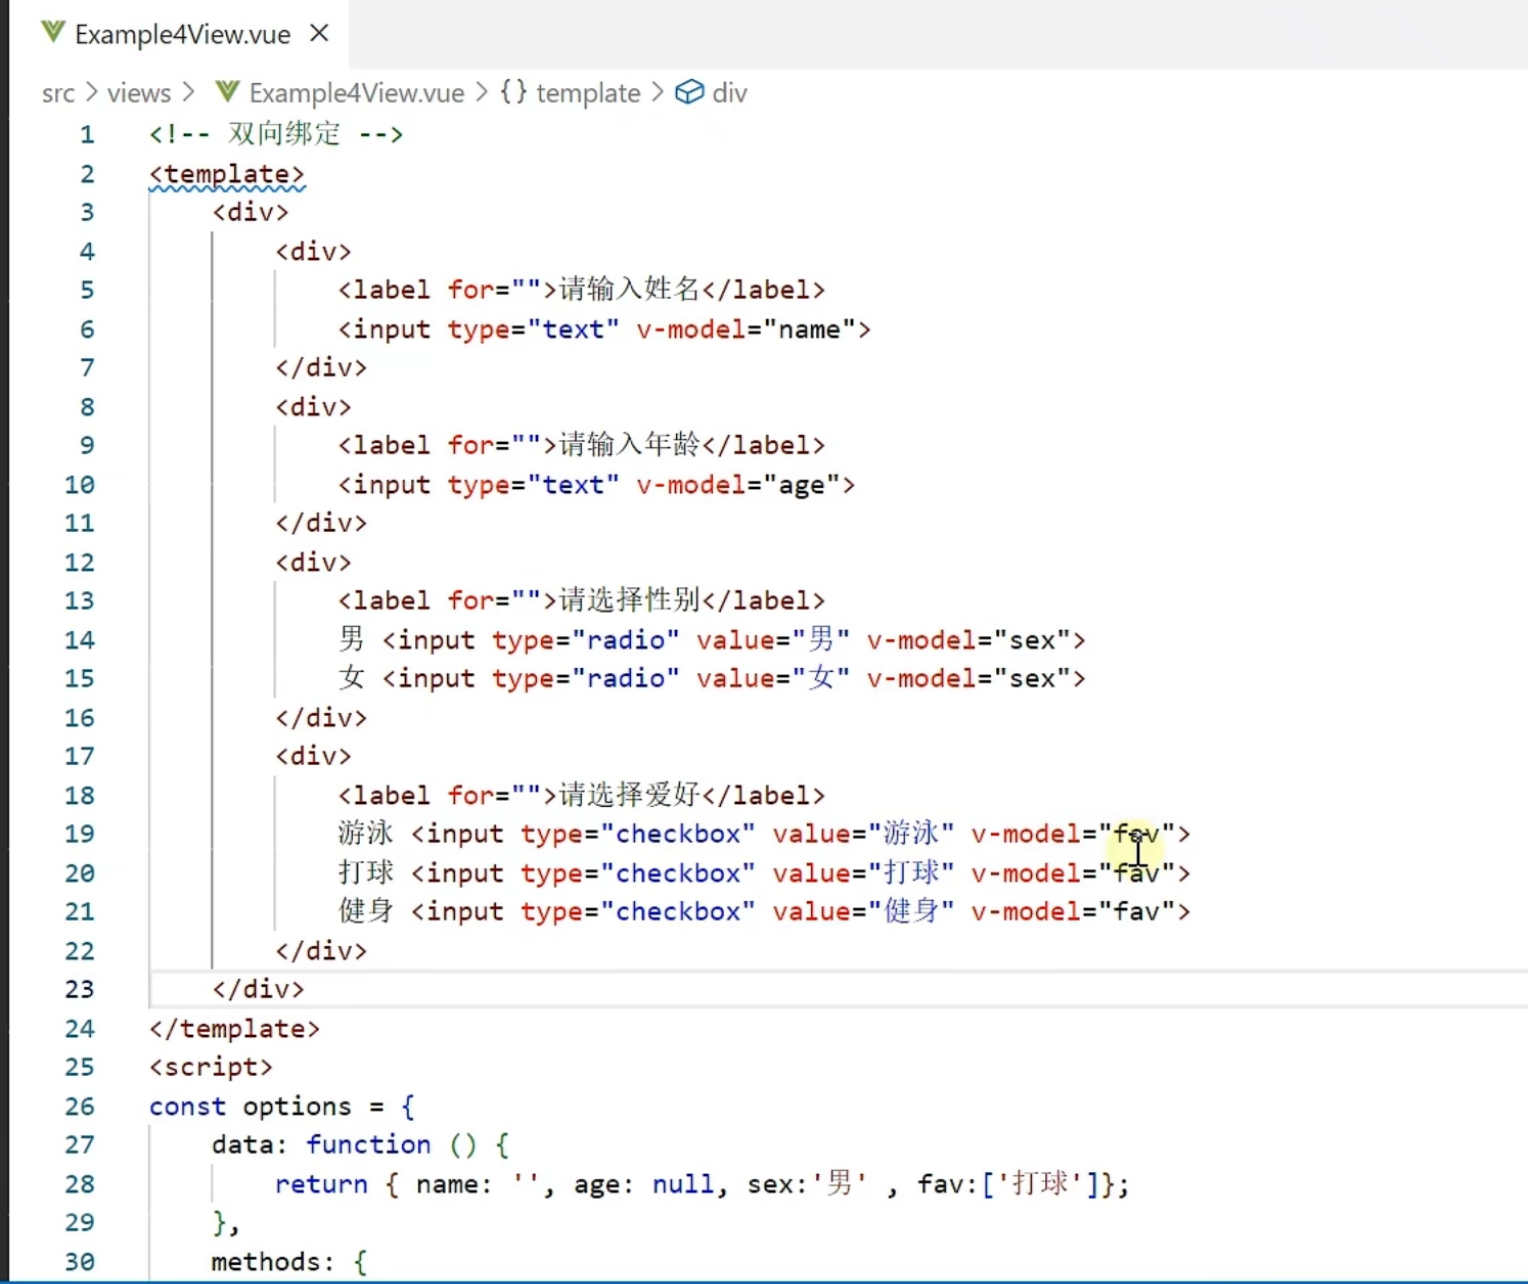 Example4View.vue
src > views > Example4View.vue > {} template > div
1 <!-- 双向绑定 -->
2 <template>
3 <div>
4 <div>
5 <label for="">请输入姓名</label>
6 <input type="text" v-model="name">
7 </div>
8 <div>
9 <label for="">请输入年龄</label>
10 <input type="text" v-model="age">
11 </div>
12 <div>
13 <label for="">请选择性别</label>
14 男 <input type="radio" value="男" v-model="sex">
15 女 <input type="radio" value="女" v-model="sex">
16 </div>
17 <div>
18 <label for="">请选择爱好</label>
19 游泳 <input type="checkbox" value="游泳" v-model="fav">
20 打球 <input type="checkbox" value="打球" v-model="fav">
21 健身 <input type="checkbox" value="健身" v-model="fav">
22 </div>
23 </div>
24 </template>
25 <script>
26 const options = {
27 data: function () {
28 return { name: '', age: null, sex:'男' , fav:['打球']};
29 },
30 methods: {